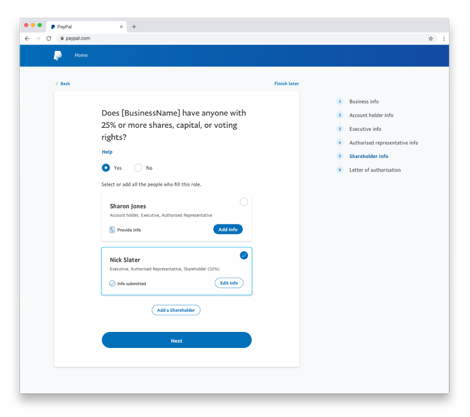 PayPal
paypal.com
Home
Back
Finish later
Does [BusinessName] have anyone with
25% or more shares, capital, or voting
rights?
Help
Yes
No
Select or add all the people who fill this role.
Sharon Jones
Account holder, Executive, Authorised Representative
Provide info
Add Info
Nick Slater
Executive, Authorised Representative, Shareholder (50%)
Info submitted
Edit Info
Add a Shareholder
Next
1 Business info
2 Account holder info
3 Executive info
4 Authorised representative info
5 Shareholder info
6 Letter of authorisation